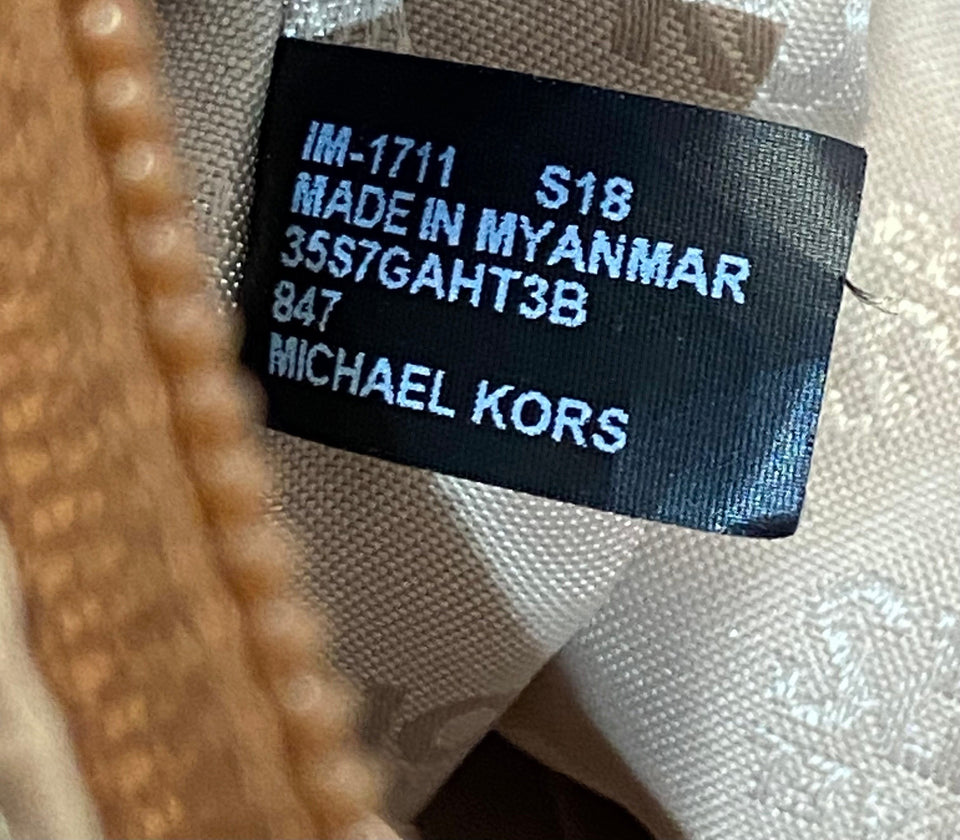 IM-1711 S18
MADE IN MYANMAR
35S7GAHT3B
847
MICHAEL KORS